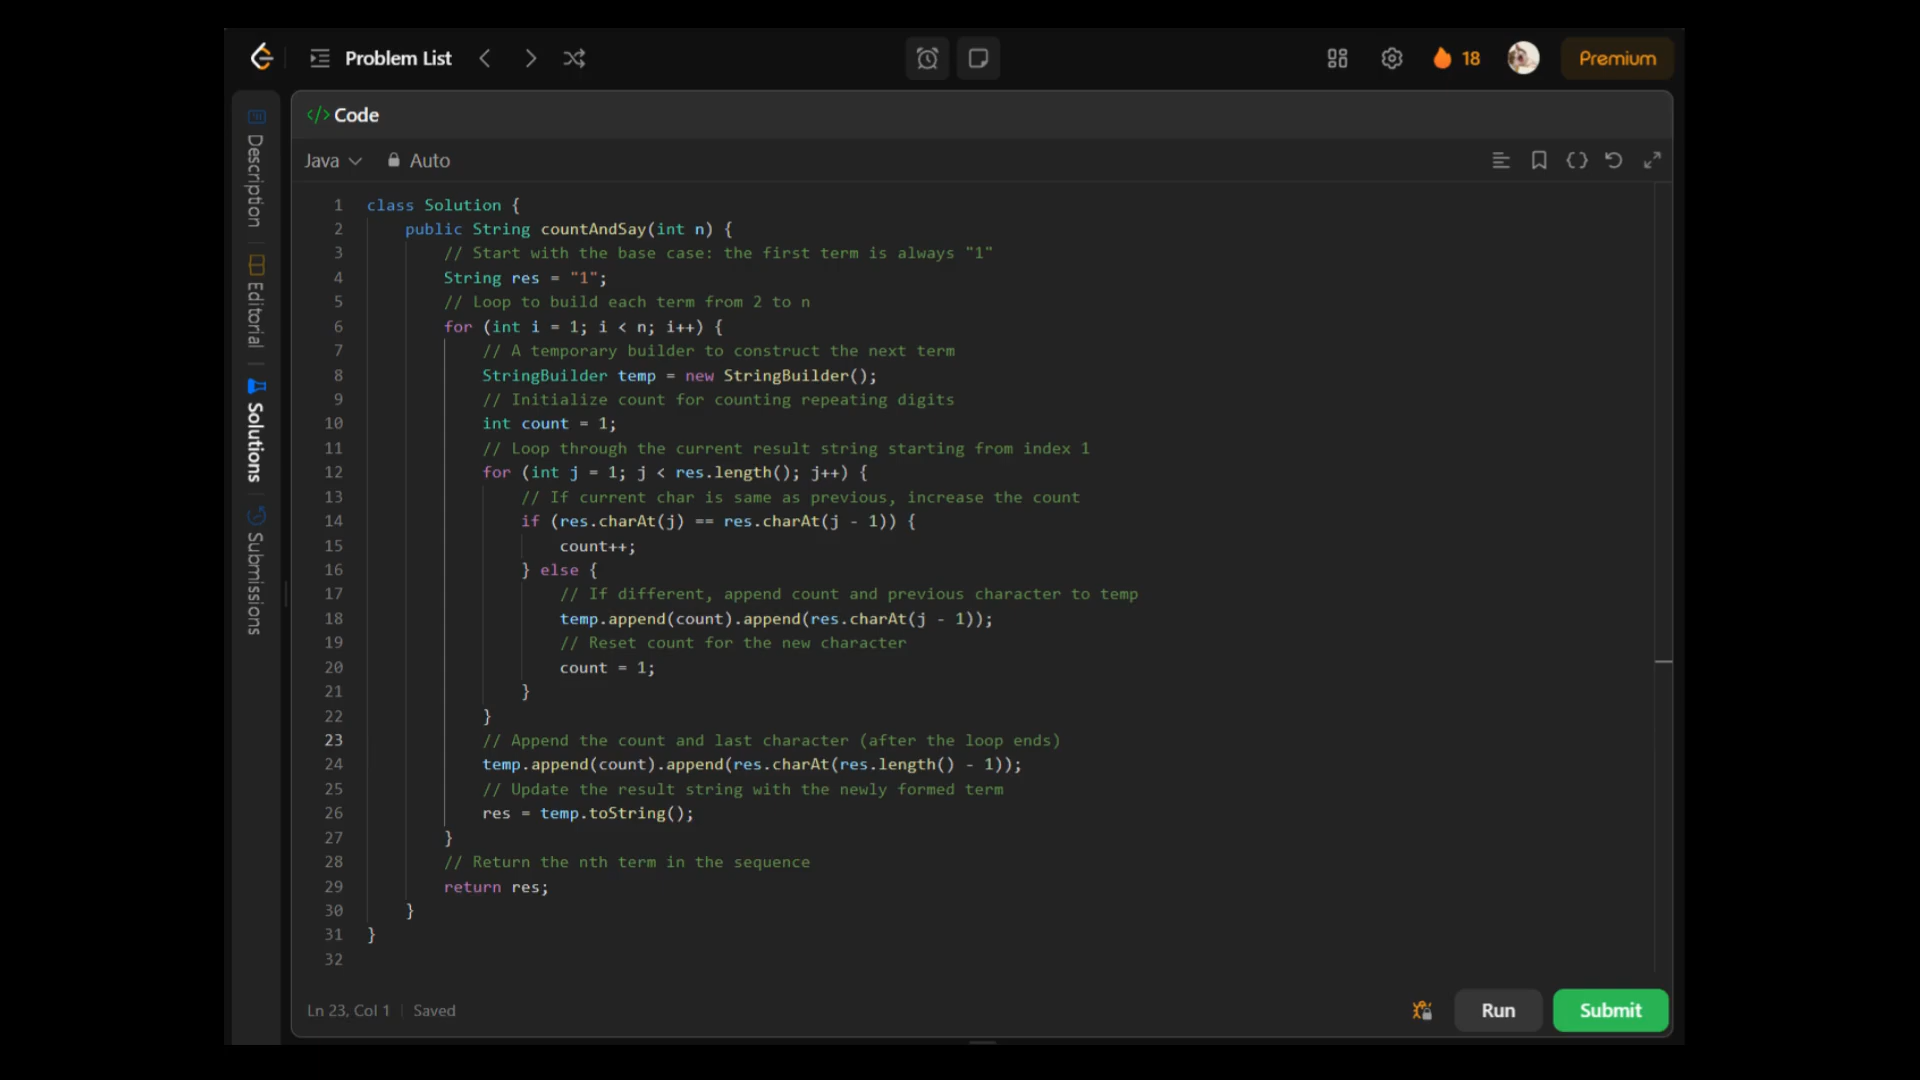 Problem List
18
Premium
Description
Editorial
Solutions
Submissions
</> Code
Java
Auto
1 class Solution {
2 public String countAndSay(int n) {
3 // Start with the base case: the first term is always "1"
4 String res = "1";
5 // Loop to build each term from 2 to n
6 for (int i = 1; i < n; i++) {
7 // A temporary builder to construct the next term
8 StringBuilder temp = new StringBuilder();
9 // Initialize count for counting repeating digits
10 int count = 1;
11 // Loop through the current result string starting from index 1
12 for (int j = 1; j < res.length(); j++) {
13 // If current char is same as previous, increase the count
14 if (res.charAt(j) == res.charAt(j - 1)) {
15 count++;
16 } else {
17 // If different, append count and previous character to temp
18 temp.append(count).append(res.charAt(j - 1));
19 // Reset count for the new character
20 count = 1;
21 }
22 }
23 // Append the count and last character (after the loop ends)
24 temp.append(count).append(res.charAt(res.length() - 1));
25 // Update the result string with the newly formed term
26 res = temp.toString();
27 }
28 // Return the nth term in the sequence
29 return res;
30 }
31 }
32
Ln 23, Col 1 | Saved
Run
Submit